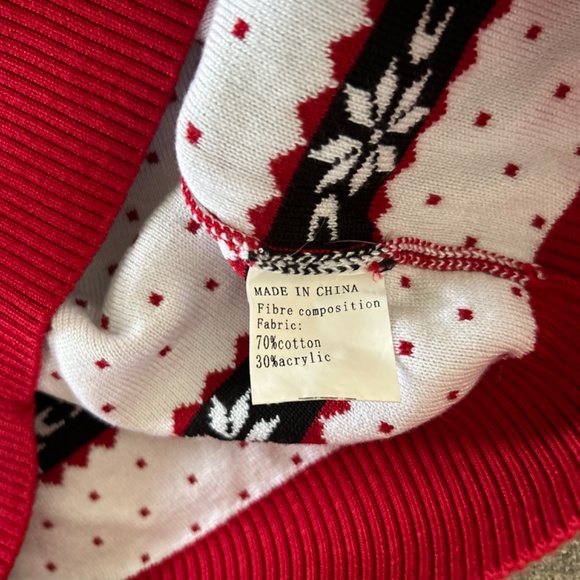 MADE IN CHINA
Fibre composition
Fabric:
70%cotton
30%acrylic